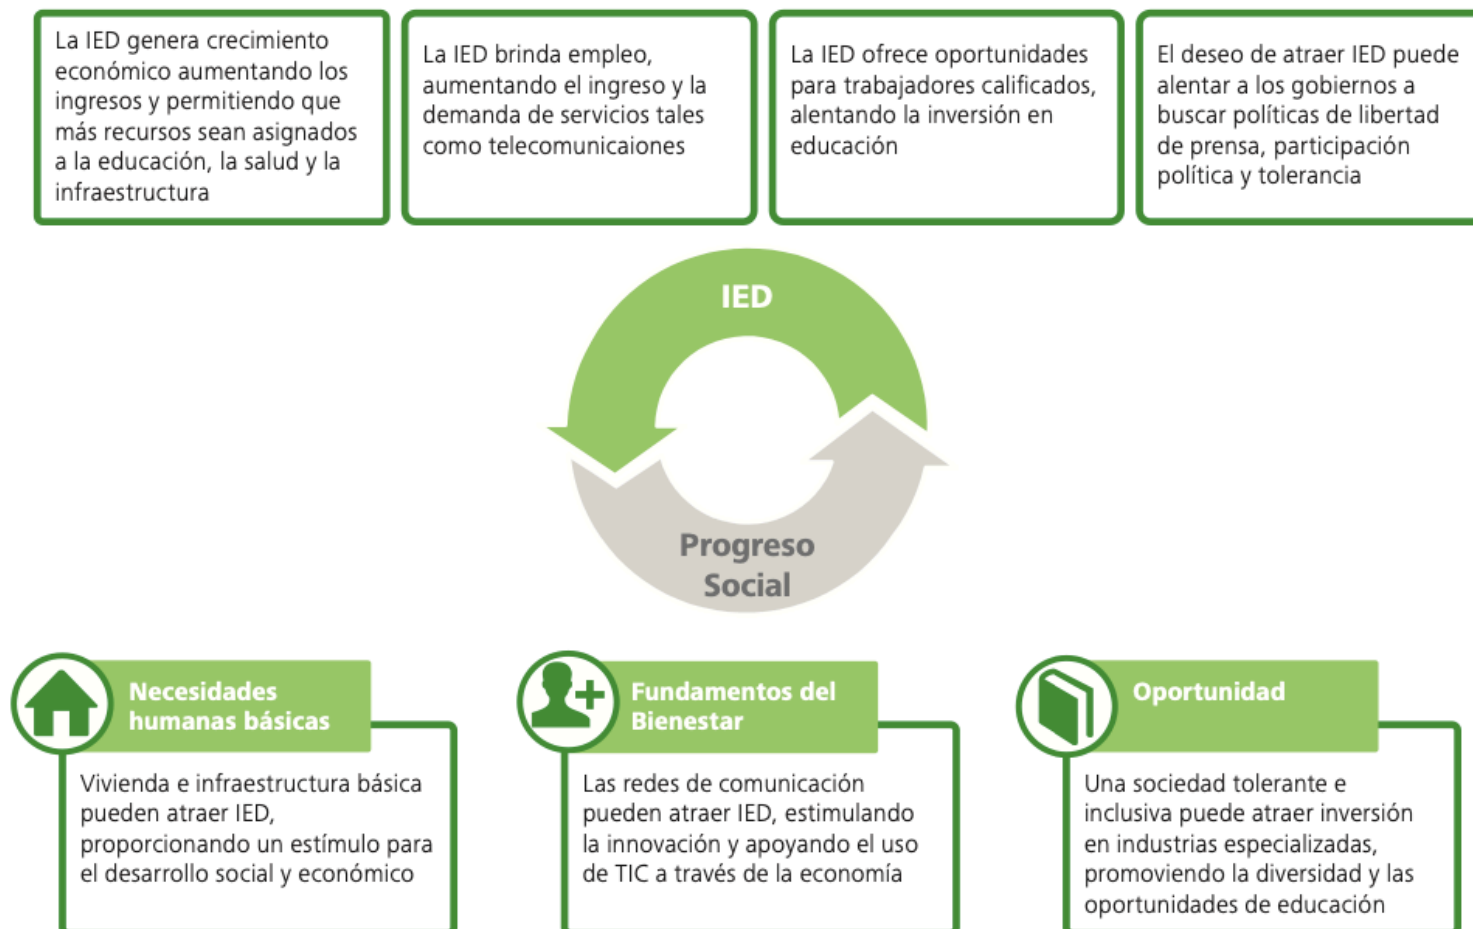 La IED genera crecimiento
económico aumentando los
ingresos y permitiendo que
más recursos sean asignados
a la educación, la salud y la
infraestructura
La IED brinda empleo,
aumentando el ingreso y la
demanda de servicios tales
como telecomunicaiones
La IED ofrece oportunidades
para trabajadores calificados,
alentando la inversión en
educación
El deseo de atraer IED puede
alentar a los gobiernos a
buscar políticas de libertad
de prensa, participación
política y tolerancia
IED
Progreso
Social
Necesidades
humanas básicas
Vivienda e infraestructura básica
pueden atraer IED,
proporcionando un estímulo para
el desarrollo social y económico
Fundamentos del
Bienestar
Las redes de comunicación
pueden atraer IED, estimulando
la innovación y apoyando el uso
de TIC a través de la economía
Oportunidad
Una sociedad tolerante e
inclusiva puede atraer inversión
en industrias especializadas,
promoviendo la diversidad y las
oportunidades de educación